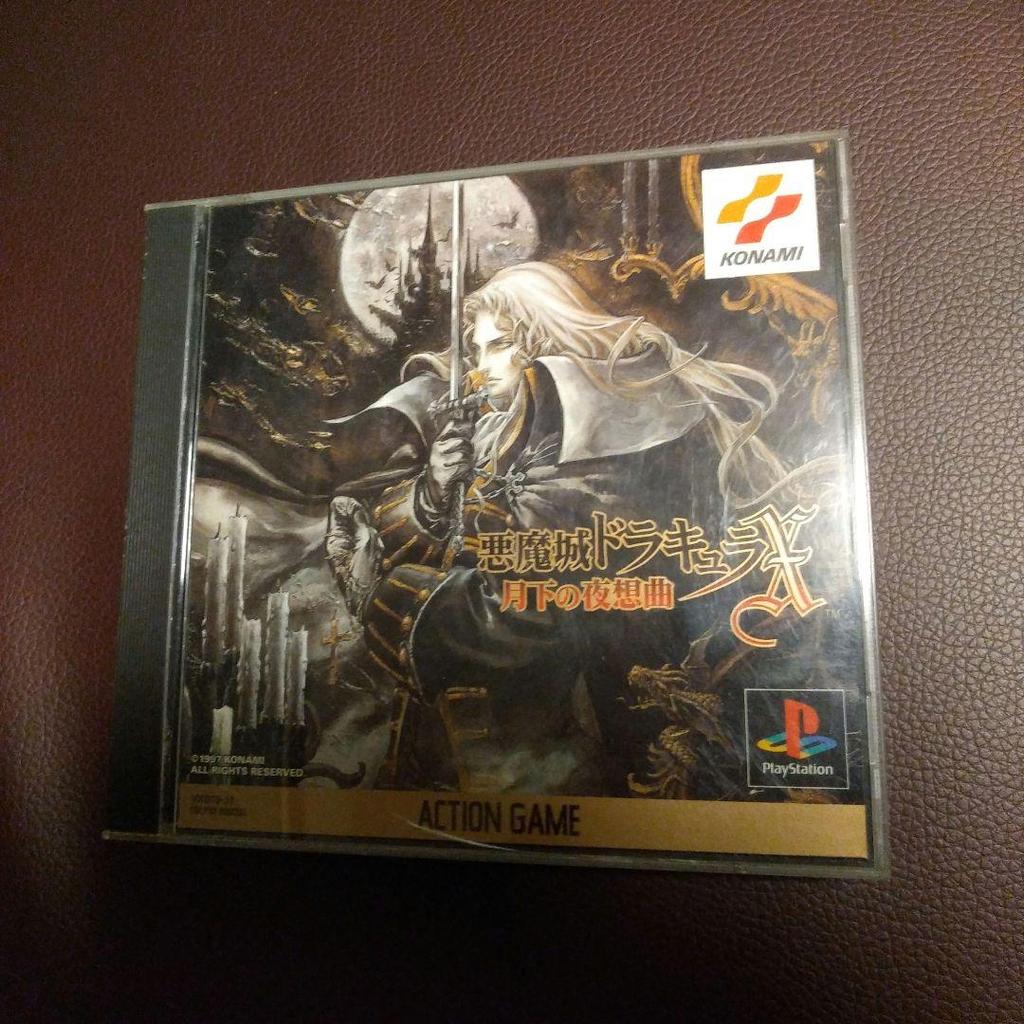 KONAMI
悪魔城ドラキュラX
TM
月下の夜想曲
PlayStation
©1997 KONAMI
ALL RIGHTS RESERVED
ACTION GAME